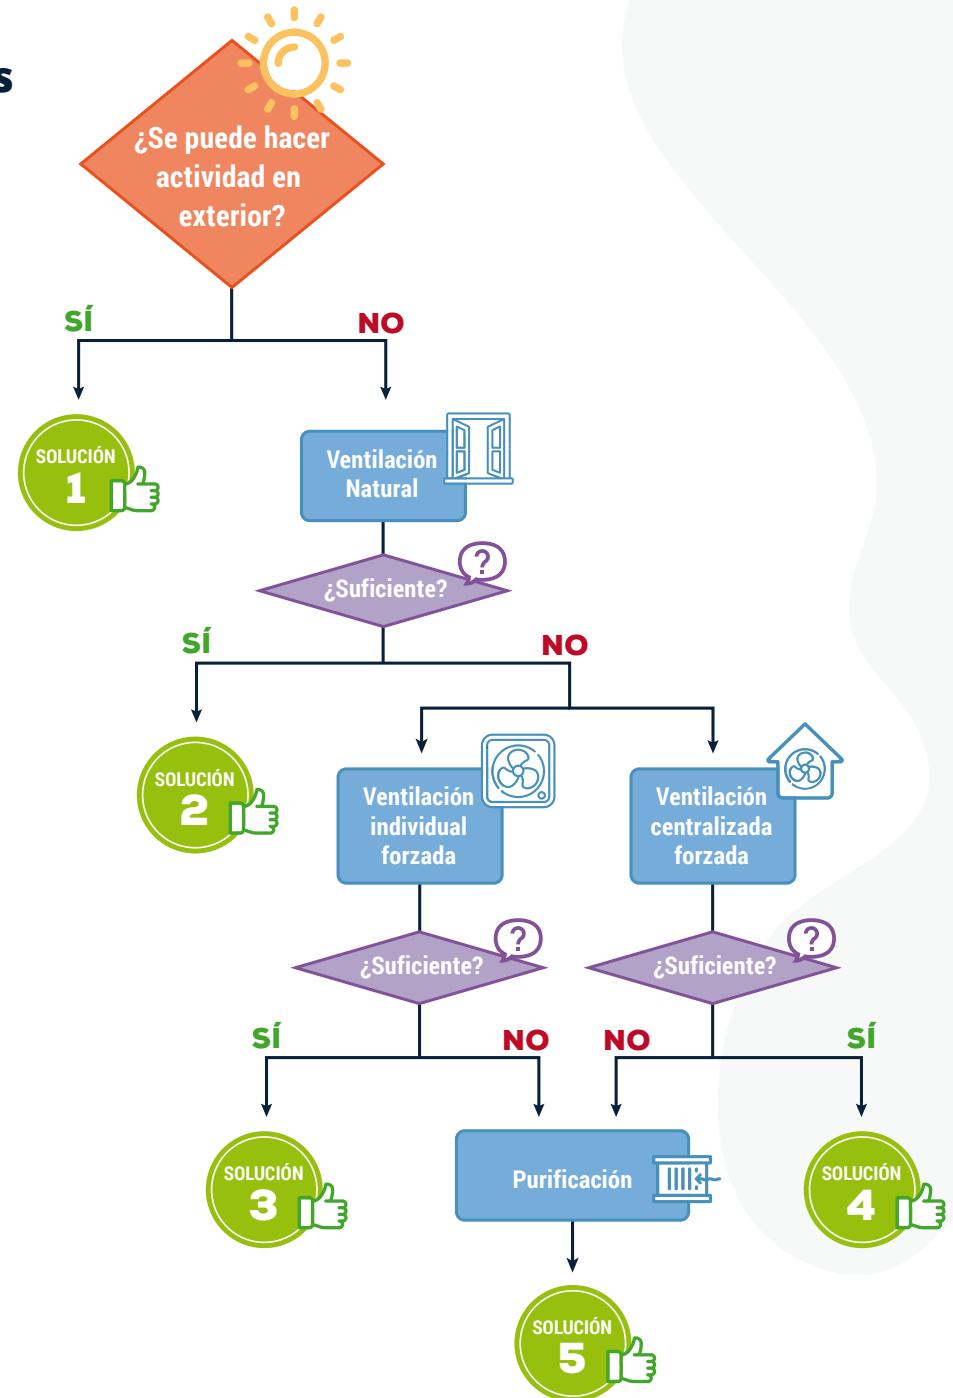 s
¿Se puede hacer
actividad en
exterior?
SÍ
NO
SOLUCIÓN
1
Ventilación
Natural
¿Suficiente?
?
SÍ
NO
SOLUCIÓN
2
Ventilación
individual
forzada
Ventilación
centralizada
forzada
¿Suficiente?
?
¿Suficiente?
?
SÍ
NO
NO
SÍ
SOLUCIÓN
3
Purificación
SOLUCIÓN
4
SOLUCIÓN
5